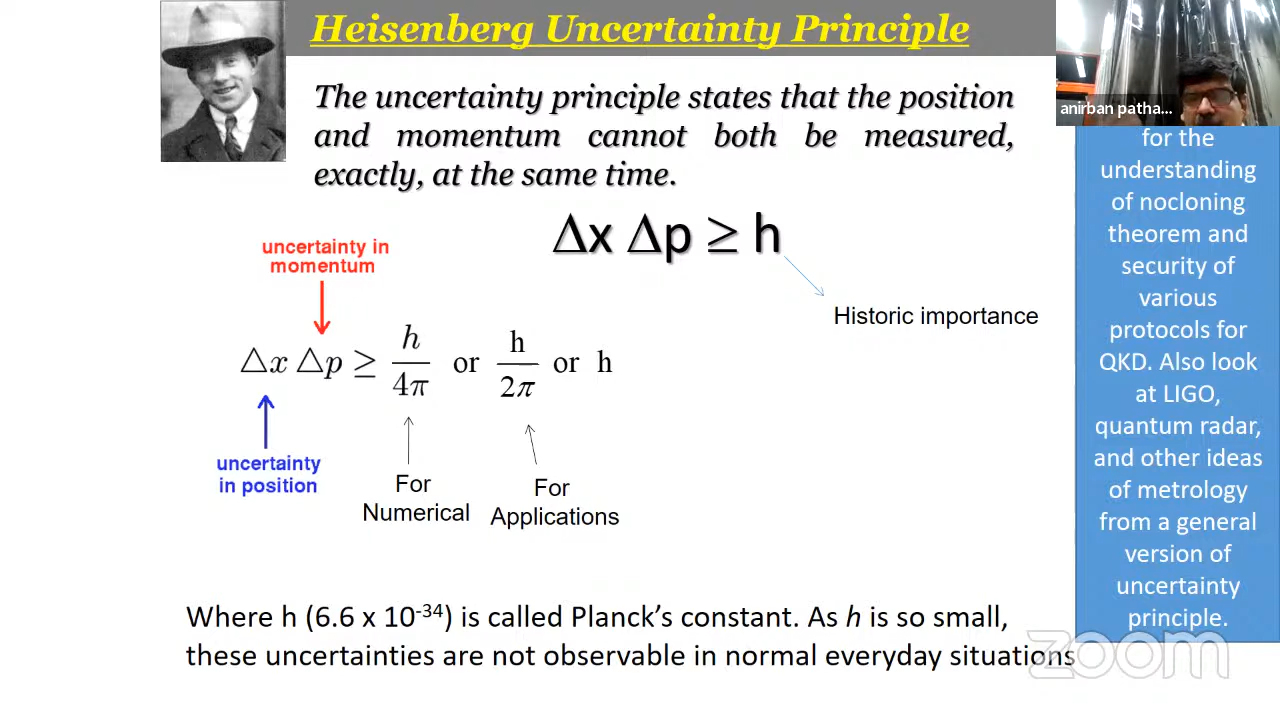 Heisenberg Uncertainty Principle
The uncertainty principle states that the position
and momentum cannot both be measured,
exactly, at the same time.
Δx Δp ≥ h
Historic importance
uncertainty in
momentum
△x △p ≥ h/4π or h/2π or h
uncertainty
in position
For
Numerical
For
Applications
Where h (6.6 x 10⁻³⁴) is called Planck’s constant. As h is so small,
these uncertainties are not observable in normal everyday situations
anirban patha...
for the
understanding
of nocloning
theorem and
security of
various
protocols for
QKD. Also look
at LIGO,
quantum radar,
and other ideas
of metrology
from a general
version of
uncertainty
principle.
zoom